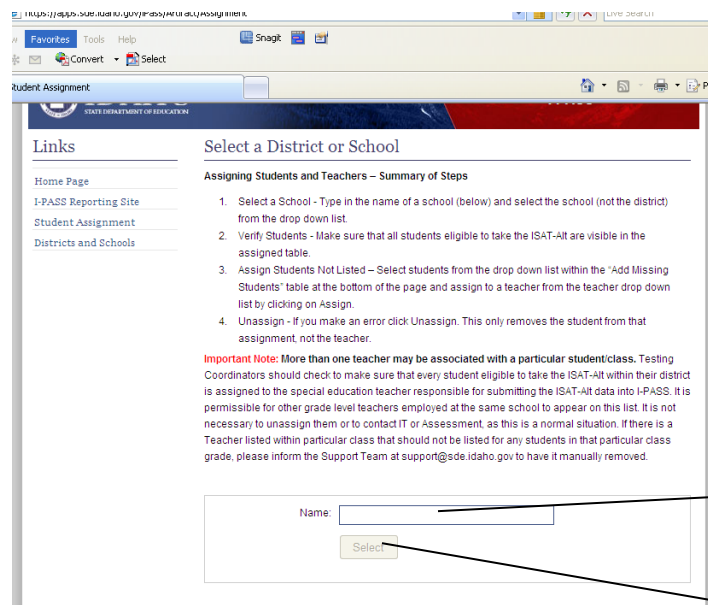 https://apps.sde.idaho.gov/IPass/Artifact/Assignment
Live Search
Favorites Tools Help
Snagit
Convert Select
Student Assignment
STATE DEPARTMENT OF EDUCATION
Links
Home Page
I-PASS Reporting Site
Student Assignment
Districts and Schools
Select a District or School
Assigning Students and Teachers – Summary of Steps
1. Select a School - Type in the name of a school (below) and select the school (not the district)
from the drop down list.
2. Verify Students - Make sure that all students eligible to take the ISAT-Alt are visible in the
assigned table.
3. Assign Students Not Listed – Select students from the drop down list within the "Add Missing
Students" table at the bottom of the page and assign to a teacher from the teacher drop down
list by clicking on Assign.
4. Unassign - If you make an error click Unassign. This only removes the student from that
assignment, not the teacher.
Important Note: More than one teacher may be associated with a particular student/class. Testing
Coordinators should check to make sure that every student eligible to take the ISAT-Alt within their district
is assigned to the special education teacher responsible for submitting the ISAT-Alt data into I-PASS. It is
permissible for other grade level teachers employed at the same school to appear on this list. It is not
necessary to unassign them or to contact IT or Assessment, as this is a normal situation. If there is a
Teacher listed within particular class that should not be listed for any students in that particular class
grade, please inform the Support Team at support@sde.idaho.gov to have it manually removed.
Name:
Select